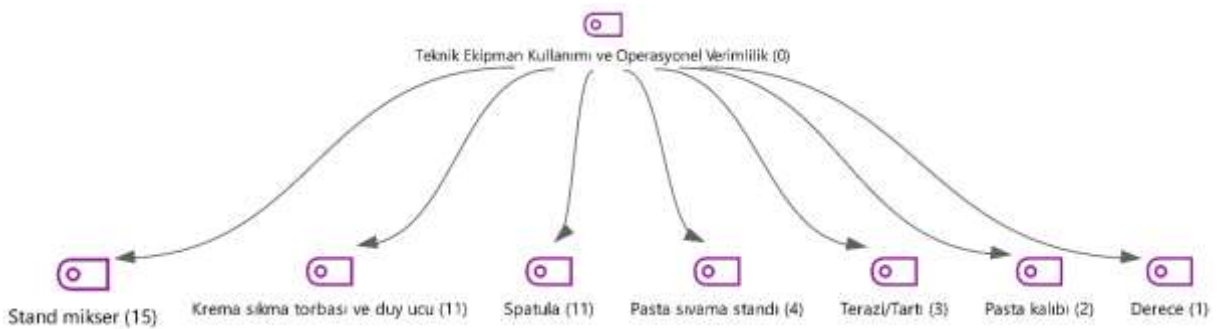 Teknik Ekipman Kullanımı ve Operasyonel Verimlilik (0)
Stand mikser (15)
Krema sıkma torbası ve duy ucu (11)
Spatula (11)
Pasta sıvama standı (4)
Terazi/Tartı (3)
Pasta kalıbı (2)
Derece (1)